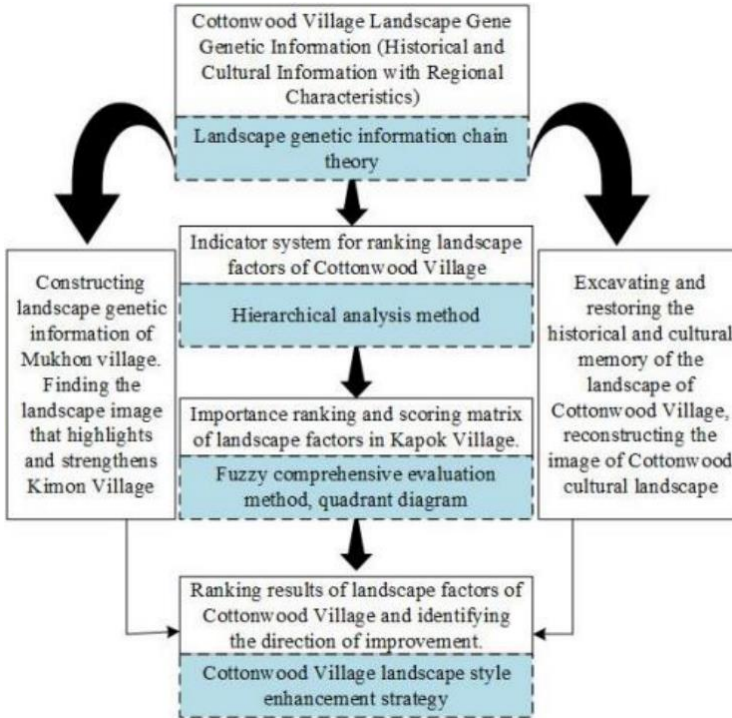 Cottonwood Village Landscape Gene
Genetic Information (Historical and
Cultural Information with Regional
Characteristics)
Landscape genetic information chain
theory
Indicator system for ranking landscape
factors of Cottonwood Village
Hierarchical analysis method
Constructing
landscape genetic
information of
Mukhon village.
Finding the
landscape image
that highlights
and strengthens
Kimon Village
Excavating and
restoring the
historical and cultural
memory of the
landscape of
Cottonwood Village,
reconstructing the
image of Cottonwood
cultural landscape
Importance ranking and scoring matrix
of landscape factors in Kapok Village.
Fuzzy comprehensive evaluation
method, quadrant diagram
Ranking results of landscape factors of
Cottonwood Village and identifying
the direction of improvement.
Cottonwood Village landscape style
enhancement strategy